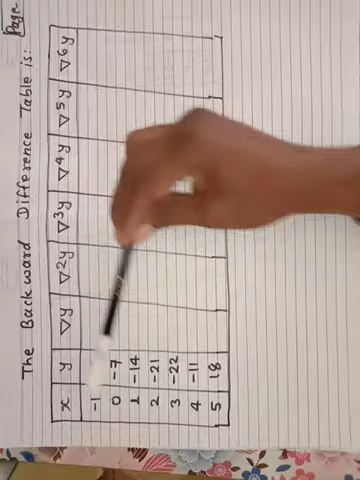 Page
The Backward Difference Table is:
x y ∇y ∇2y ∇3y ∇4y ∇5y ∇6y
-1
0 -7
1 -14
2 -21
3 -22
4 -11
5 18